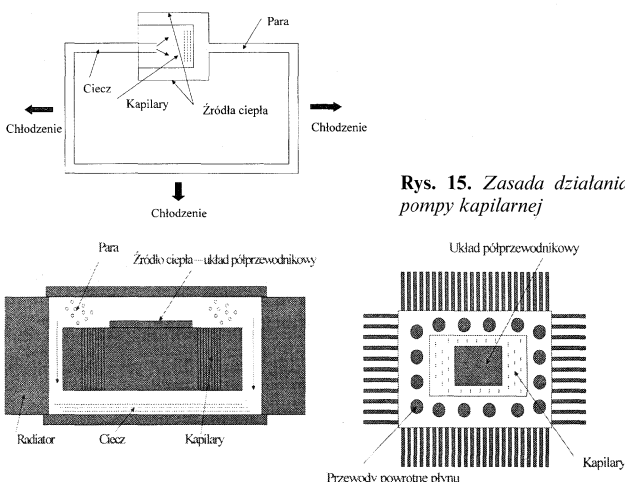 Para
Ciecz
Kapilary
Źródła ciepła
Chłodzenie
Chłodzenie
Chłodzenie
Rys. 15. Zasada działania
pompy kapilarnej
Para
Źródło ciepła – układ półprzewodnikowy
Radiator
Ciecz
Kapilary
Układ półprzewodnikowy
Kapilary
Przewody powrotne płynu